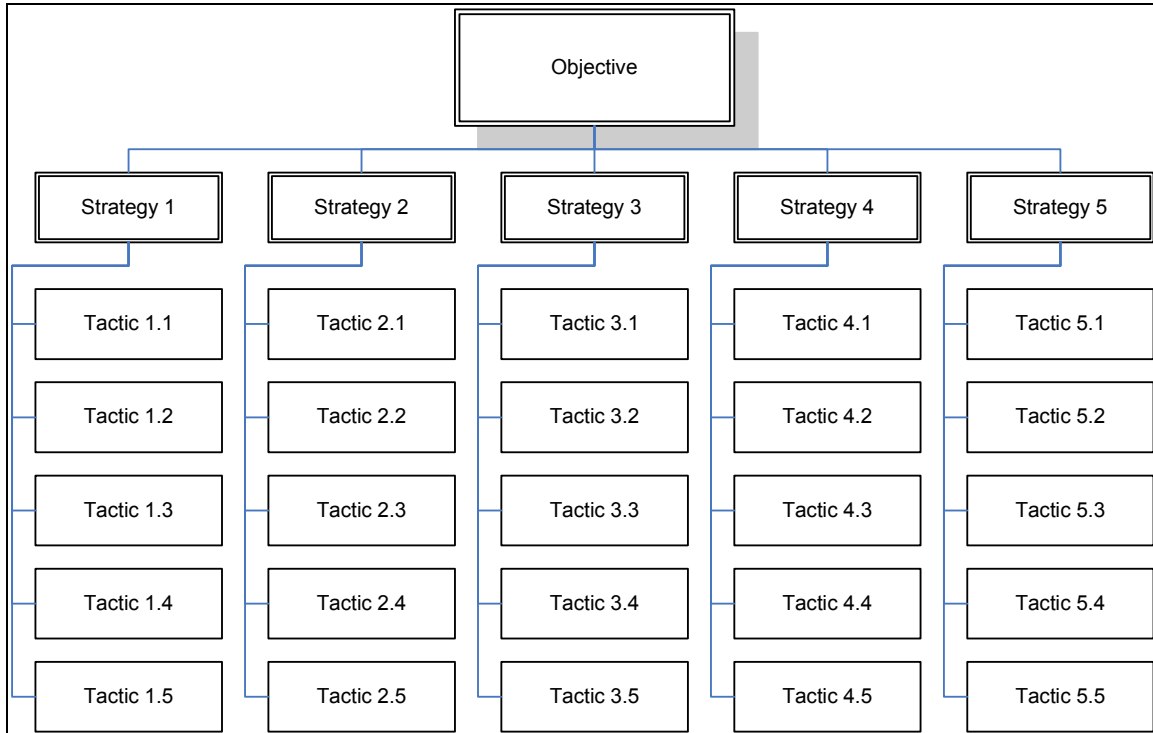 Objective
Strategy 1
Strategy 2
Strategy 3
Strategy 4
Strategy 5
Tactic 1.1
Tactic 2.1
Tactic 3.1
Tactic 4.1
Tactic 5.1
Tactic 1.2
Tactic 2.2
Tactic 3.2
Tactic 4.2
Tactic 5.2
Tactic 1.3
Tactic 2.3
Tactic 3.3
Tactic 4.3
Tactic 5.3
Tactic 1.4
Tactic 2.4
Tactic 3.4
Tactic 4.4
Tactic 5.4
Tactic 1.5
Tactic 2.5
Tactic 3.5
Tactic 4.5
Tactic 5.5